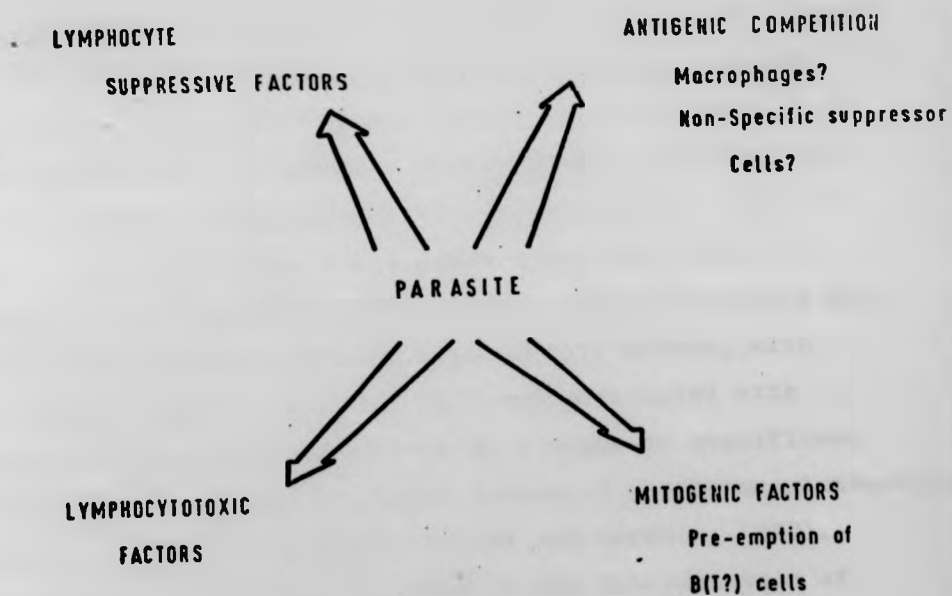 LYMPHOCYTE
SUPPRESSIVE FACTORS
ANTIGENIC COMPETITION
Macrophages?
Non-Specific suppressor
Cells?
PARASITE
LYMPHOCYTOTOXIC
FACTORS
MITOGENIC FACTORS
Pre-emption of
B(T?) cells